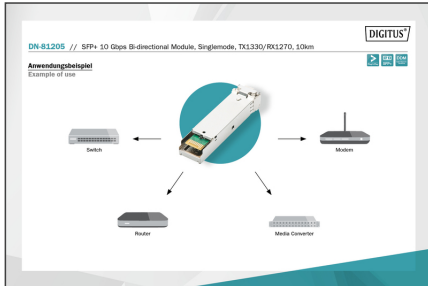 DIGITUS®
DN-81205 // SFP+ 10 Gbps Bi-directional Module, Singlemode, TX1330/RX1270, 10km
Anwendungsbeispiel
Example of use
Switch
Modem
Router
Media Converter